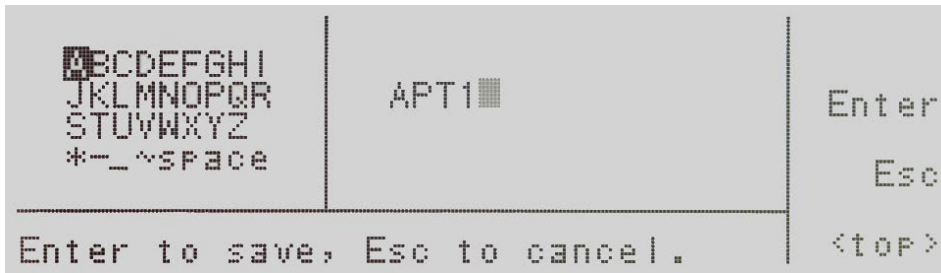 ABCDEFGHI
JKLMNOPQR
STUVWXYZ
*-_~space
APT1
Enter
Esc
<top>
Enter to save, Esc to cancel.